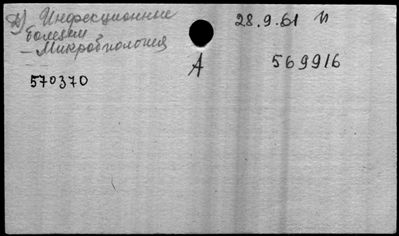 Инфекционные 28.9.61 и
болезни
— Микробиология
А 569916
570370